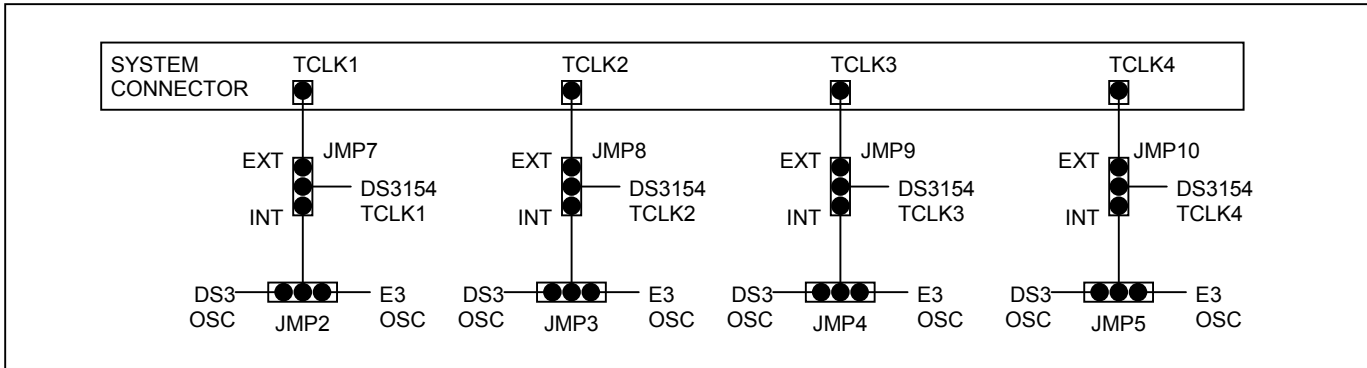 SYSTEM CONNECTOR
TCLK1
TCLK2
TCLK3
TCLK4
EXT
JMP7
DS3154
TCLK1
INT
EXT
JMP8
DS3154
TCLK2
INT
EXT
JMP9
DS3154
TCLK3
INT
EXT
JMP10
DS3154
TCLK4
INT
DS3
OSC
JMP2
E3
OSC
DS3
OSC
JMP3
E3
OSC
DS3
OSC
JMP4
E3
OSC
DS3
OSC
JMP5
E3
OSC